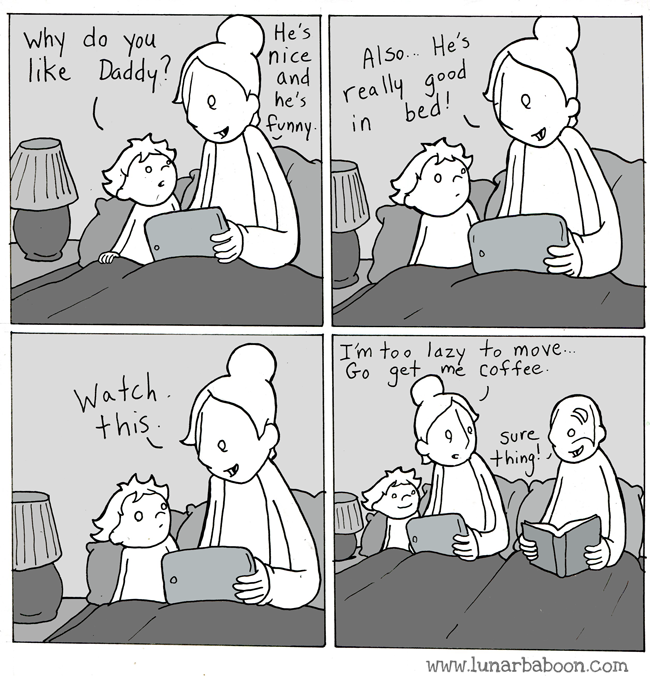 Why do you
like Daddy?
He's
nice
and
he's
funny.
Also... He's
really good
in bed!
Watch
this.
I'm too lazy to move...
Go get me coffee.
sure
thing!
www.lunarbaboon.com